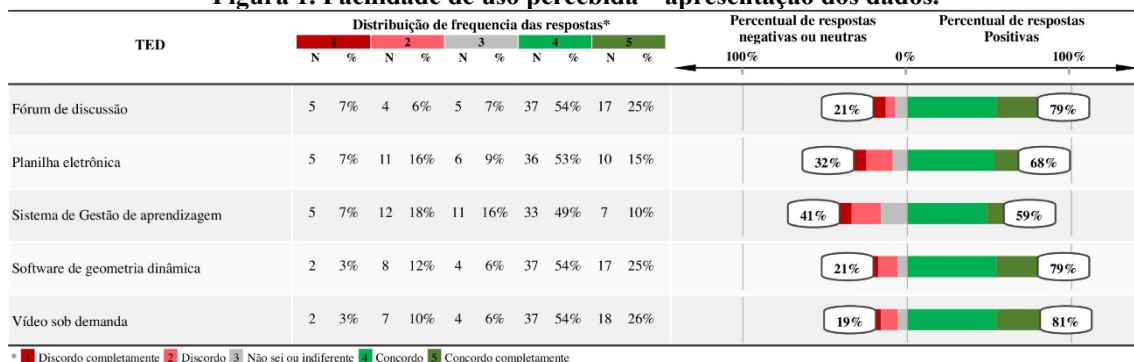 Figura 1. Facilidade de uso percebida – apresentação dos dados.
TED
Distribuição de frequencia das respostas*
Percentual de respostas negativas ou neutras
Percentual de respostas Positivas
1 2 3 4 5
N % N % N % N % N %
100% 0% 100%
Fórum de discussão 5 7% 4 6% 5 7% 37 54% 17 25% 21% 79%
Planilha eletrônica 5 7% 11 16% 6 9% 36 53% 10 15% 32% 68%
Sistema de Gestão de aprendizagem 5 7% 12 18% 11 16% 33 49% 7 10% 41% 59%
Software de geometria dinâmica 2 3% 8 12% 4 6% 37 54% 17 25% 21% 79%
Vídeo sob demanda 2 3% 7 10% 4 6% 37 54% 18 26% 19% 81%
* 1 Discordo completamente 2 Discordo 3 Não sei ou indiferente 4 Concordo 5 Concordo completamente